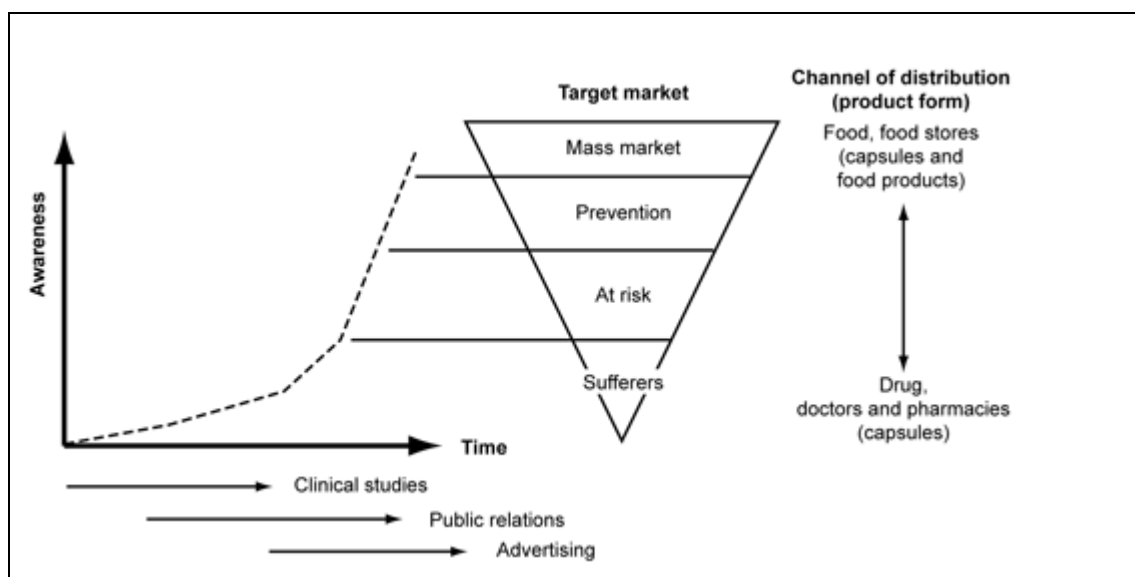 Channel of distribution
(product form)
Target market
Food, food stores
(capsules and
food products)
Mass market
Prevention
Awareness
At risk
Sufferers
Drug,
doctors and pharmacies
(capsules)
Time
Clinical studies
Public relations
Advertising